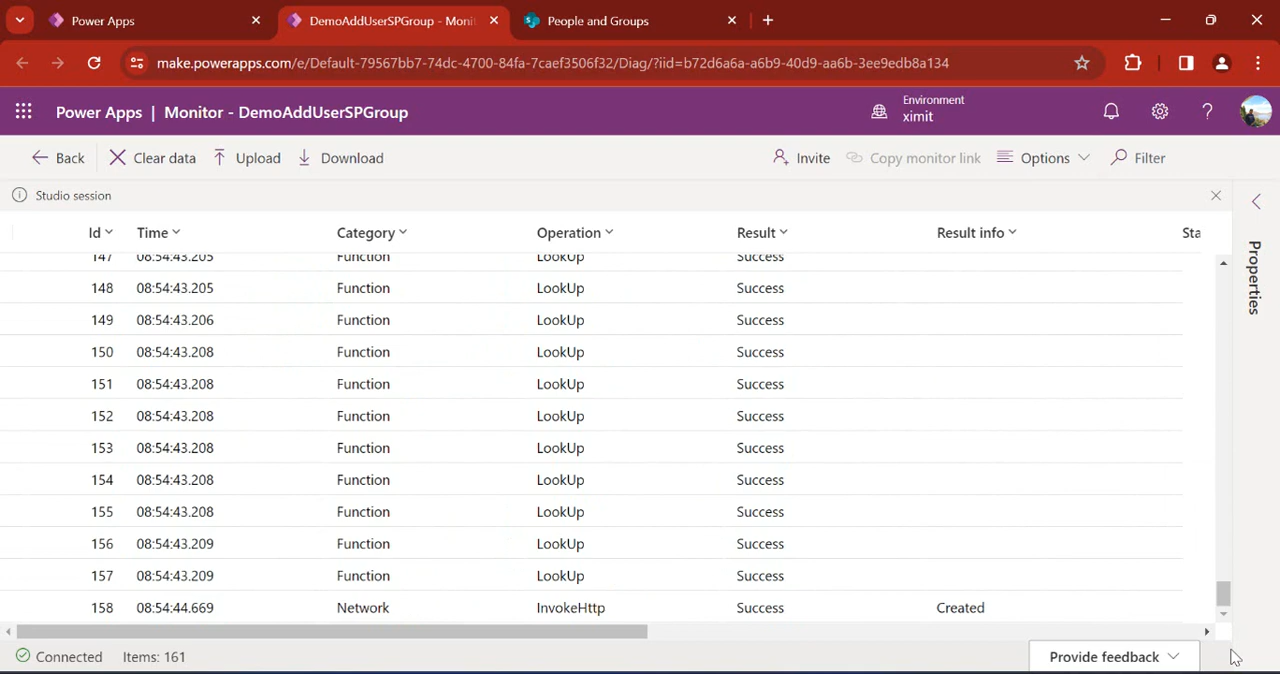 Power Apps
DemoAddUserSPGroup - Monit
People and Groups
make.powerapps.com/e/Default-79567bb7-74dc-4700-84fa-7caef3506f32/Diag/?iid=b72d6a6a-a6b9-40d9-aa6b-3ee9edb8a134
Power Apps | Monitor - DemoAddUserSPGroup
Environment
ximit
?
Back
Clear data
Upload
Download
Invite
Copy monitor link
Options
Filter
Studio session
Properties
Id Time Category Operation Result Result info Sta
147 08:54:43.205 Function LookUp Success
148 08:54:43.205 Function LookUp Success
149 08:54:43.206 Function LookUp Success
150 08:54:43.208 Function LookUp Success
151 08:54:43.208 Function LookUp Success
152 08:54:43.208 Function LookUp Success
153 08:54:43.208 Function LookUp Success
154 08:54:43.208 Function LookUp Success
155 08:54:43.208 Function LookUp Success
156 08:54:43.209 Function LookUp Success
157 08:54:43.209 Function LookUp Success
158 08:54:44.669 Network InvokeHttp Success Created
Connected Items: 161
Provide feedback